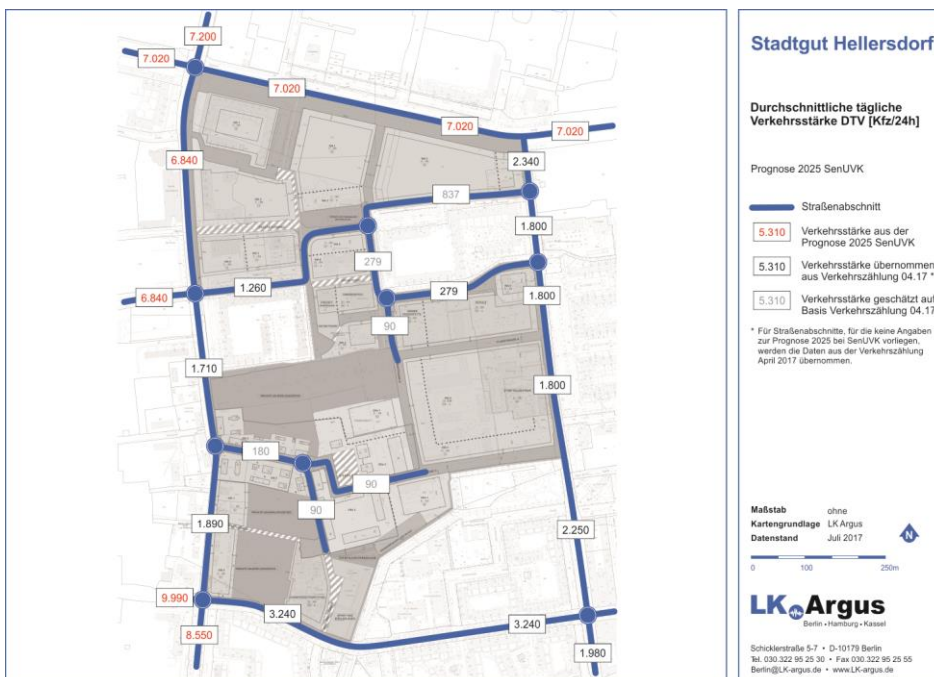 7.200
7.020
7.020
7.020
7.020
6.840
2.340
837
1.800
279
6.840
1.260
279
1.800
90
1.710
1.800
180
90
90
1.890
2.250
9.990
3.240
3.240
8.550
1.980
Stadtgut Hellersdorf
Durchschnittliche tägliche
Verkehrsstärke DTV [Kfz/24h]
Prognose 2025 SenUVK
Straßenabschnitt
5.310 Verkehrsstärke aus der
Prognose 2025 SenUVK
5.310 Verkehrsstärke übernommen
aus Verkehrszählung 04.17 *
5.310 Verkehrsstärke geschätzt auf
Basis Verkehrszählung 04.17
* Für Straßenabschnitte, für die keine Angaben
zur Prognose 2025 bei SenUVK vorliegen,
werden die Daten aus der Verkehrszählung
April 2017 übernommen.
Maßstab ohne
Kartengrundlage LK Argus
Datenstand Juli 2017
N
0 100 250m
LK Argus
Berlin • Hamburg • Kassel
Schicklerstraße 5-7 • D-10179 Berlin
Tel. 030.322 95 25 30 • Fax 030.322 95 25 55
Berlin@LK-argus.de • www.LK-argus.de